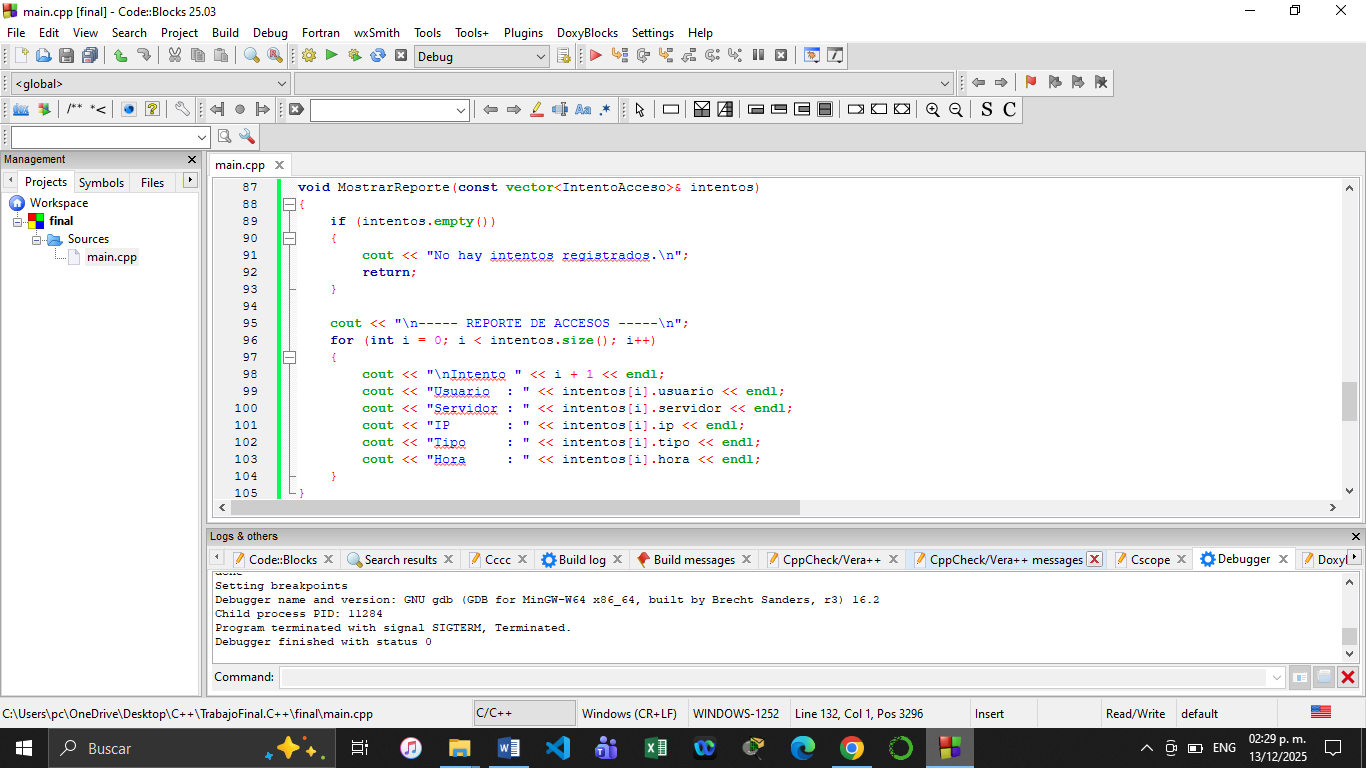 main.cpp [final] - Code::Blocks 25.03
File Edit View Search Project Build Debug Fortran wxSmith Tools Tools+ Plugins DoxyBlocks Settings Help
Debug
<global>
/** *<
Aa .*
S C
Management
main.cpp
Projects Symbols Files
Workspace
final
Sources
main.cpp
87 void MostrarReporte(const vector<IntentoAcceso>& intentos)
88 {
89 if (intentos.empty())
90 {
91 cout << "No hay intentos registrados.\n";
92 return;
93 }
94
95 cout << "\n----- REPORTE DE ACCESOS -----\n";
96 for (int i = 0; i < intentos.size(); i++)
97 {
98 cout << "\nIntento " << i + 1 << endl;
99 cout << "Usuario  : " << intentos[i].usuario << endl;
100 cout << "Servidor : " << intentos[i].servidor << endl;
101 cout << "IP       : " << intentos[i].ip << endl;
102 cout << "Tipo     : " << intentos[i].tipo << endl;
103 cout << "Hora     : " << intentos[i].hora << endl;
104 }
105 }
Logs & others
Code::Blocks Search results Cccc Build log Build messages CppCheck/Vera++ CppCheck/Vera++ messages Cscope Debugger Doxyl
Setting breakpoints
Debugger name and version: GNU gdb (GDB for MinGW-W64 x86_64, built by Brecht Sanders, r3) 16.2
Child process PID: 11284
Program terminated with signal SIGTERM, Terminated.
Debugger finished with status 0
Command:
C:\Users\pc\OneDrive\Desktop\C++\TrabajoFinal.C++\final\main.cpp C/C++ Windows (CR+LF) WINDOWS-1252 Line 132, Col 1, Pos 3296 Insert Read/Write default
Buscar
ENG
02:29 p. m.
13/12/2025